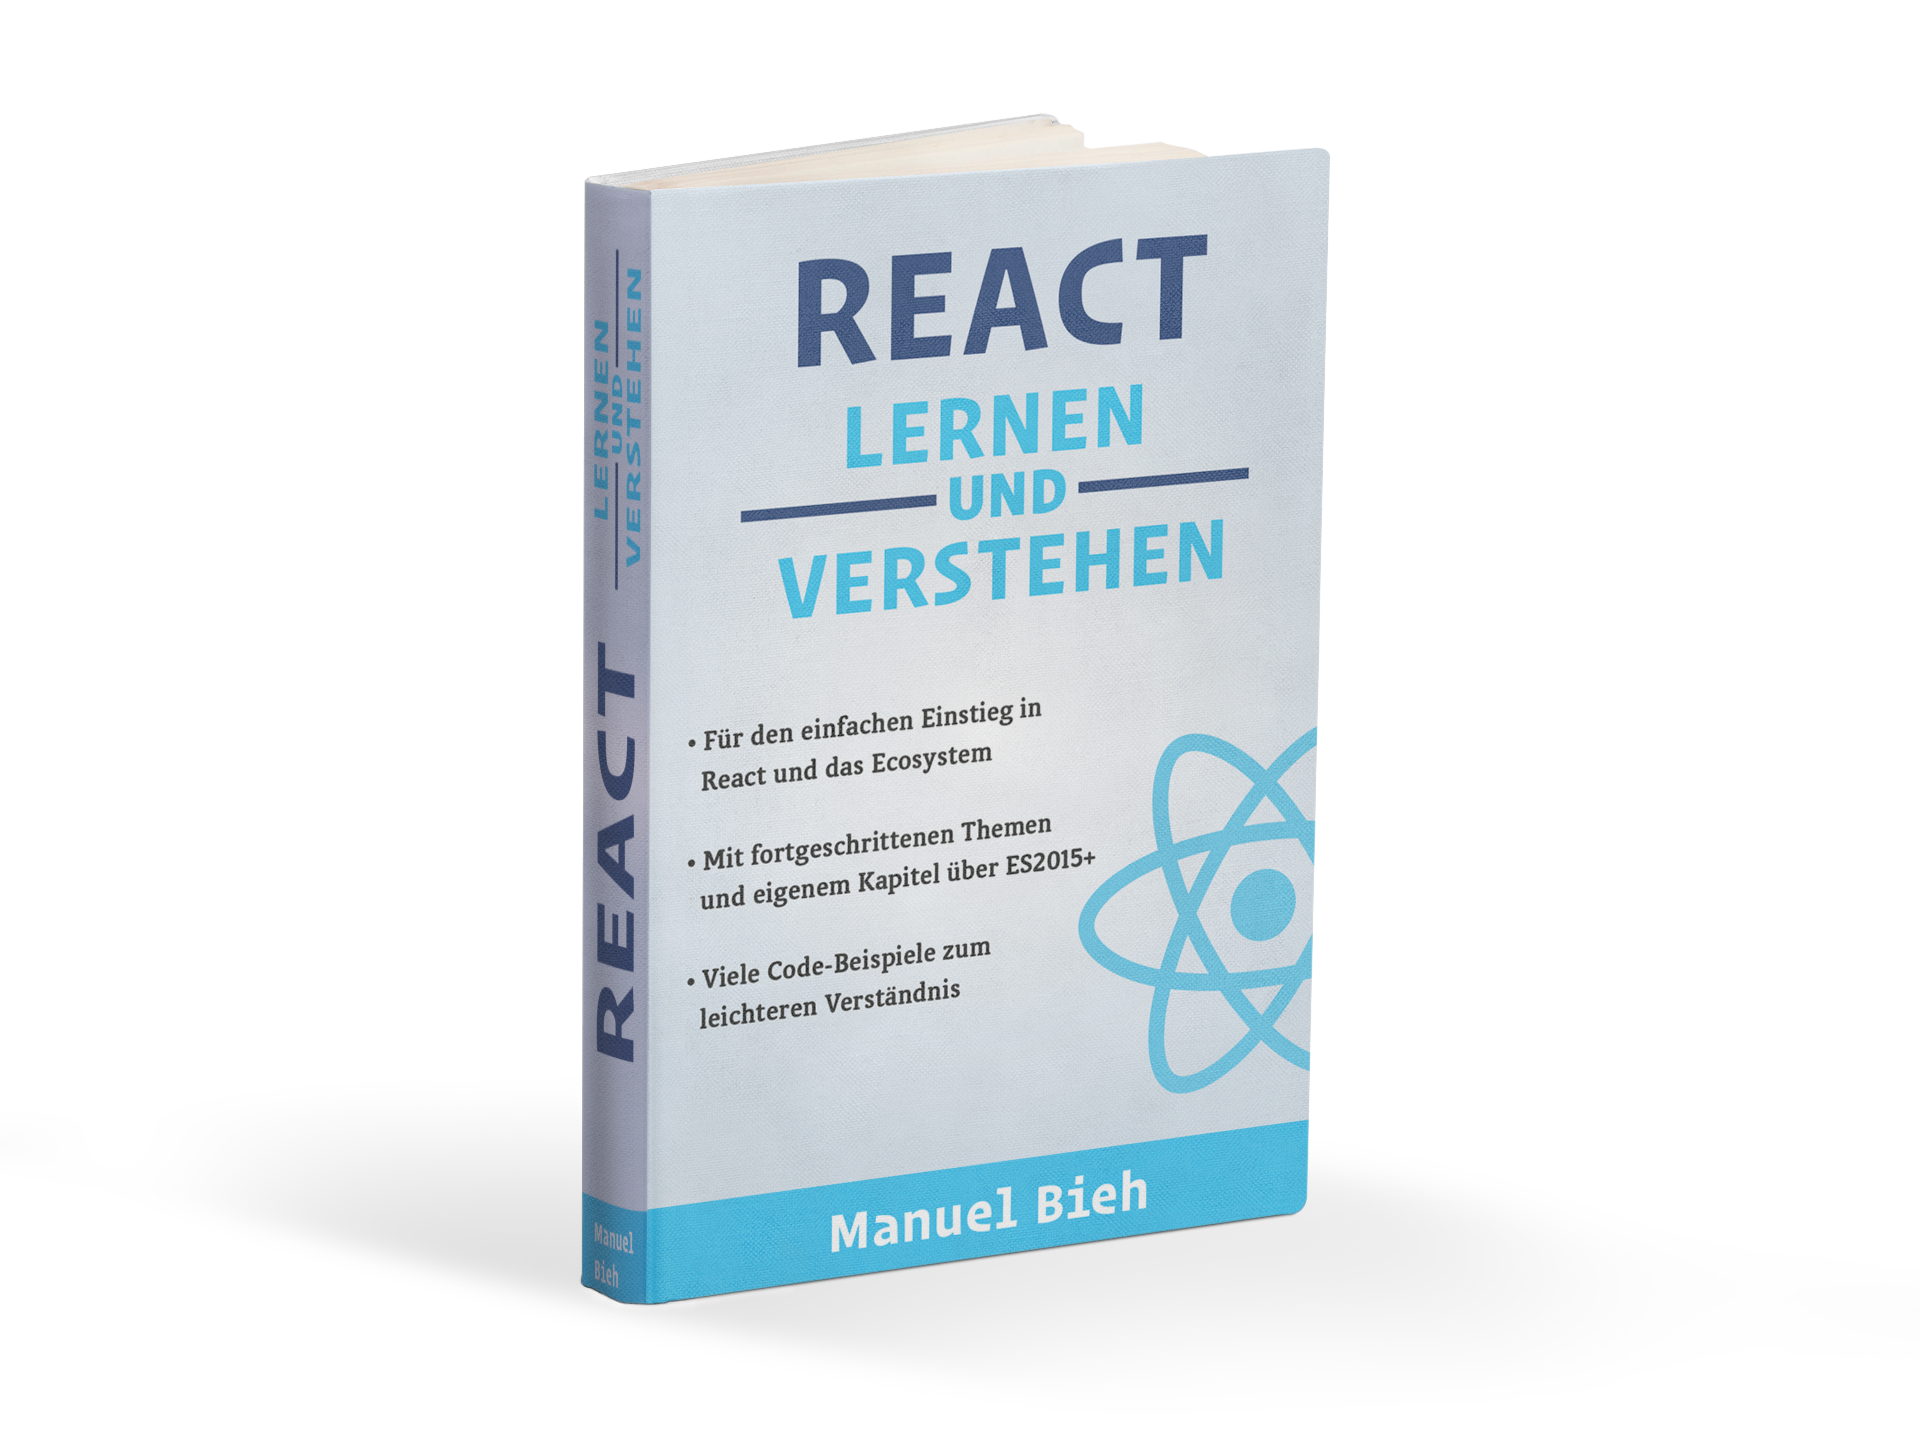 REACT
LERNEN
UND
VERSTEHEN
• Für den einfachen Einstieg in
React und das Ecosystem
• Mit fortgeschrittenen Themen
und eigenem Kapitel über ES2015+
• Viele Code-Beispiele zum
leichteren Verständnis
Manuel Bieh
REACT
LERNEN
UND
VERSTEHEN
Manuel
Bieh